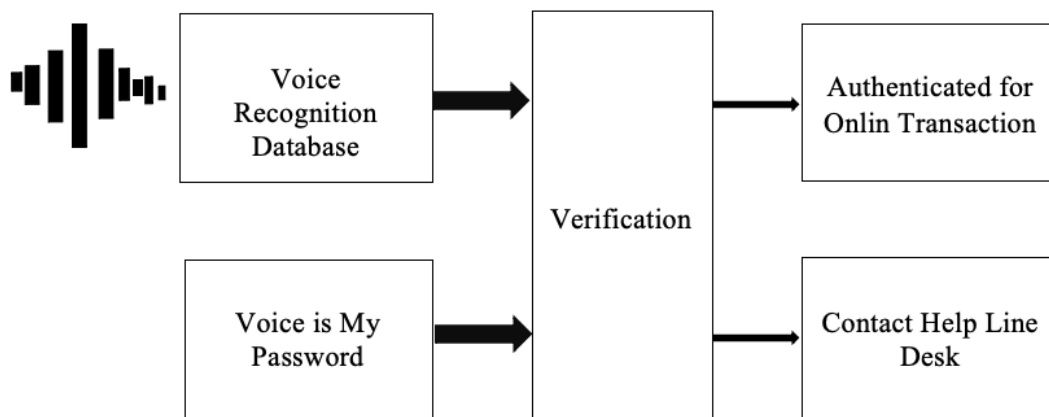 Voice
Recognition
Database
Voice is My
Password
Verification
Authenticated for
Onlin Transaction
Contact Help Line
Desk